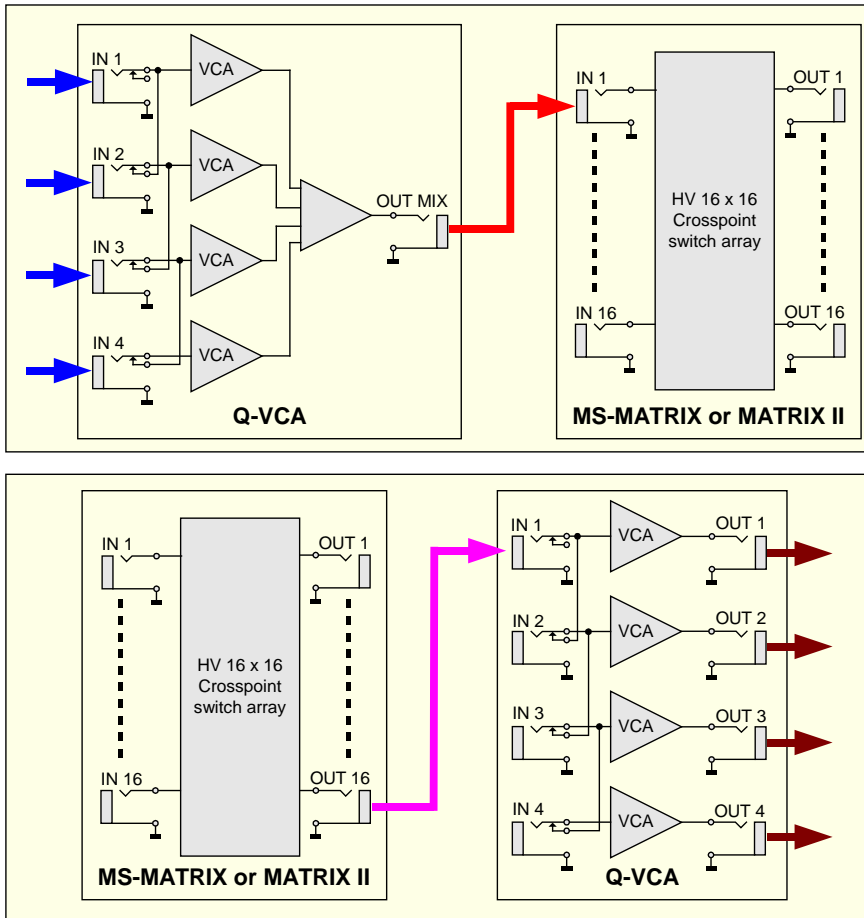 IN 1
VCA
IN 2
VCA
IN 3
VCA
IN 4
VCA
OUT MIX
Q-VCA
IN 1
OUT 1
HV 16 x 16
Crosspoint
switch array
IN 16
OUT 16
MS-MATRIX or MATRIX II
IN 1
OUT 1
HV 16 x 16
Crosspoint
switch array
IN 16
OUT 16
MS-MATRIX or MATRIX II
IN 1
VCA
OUT 1
IN 2
VCA
OUT 2
IN 3
VCA
OUT 3
IN 4
VCA
OUT 4
Q-VCA